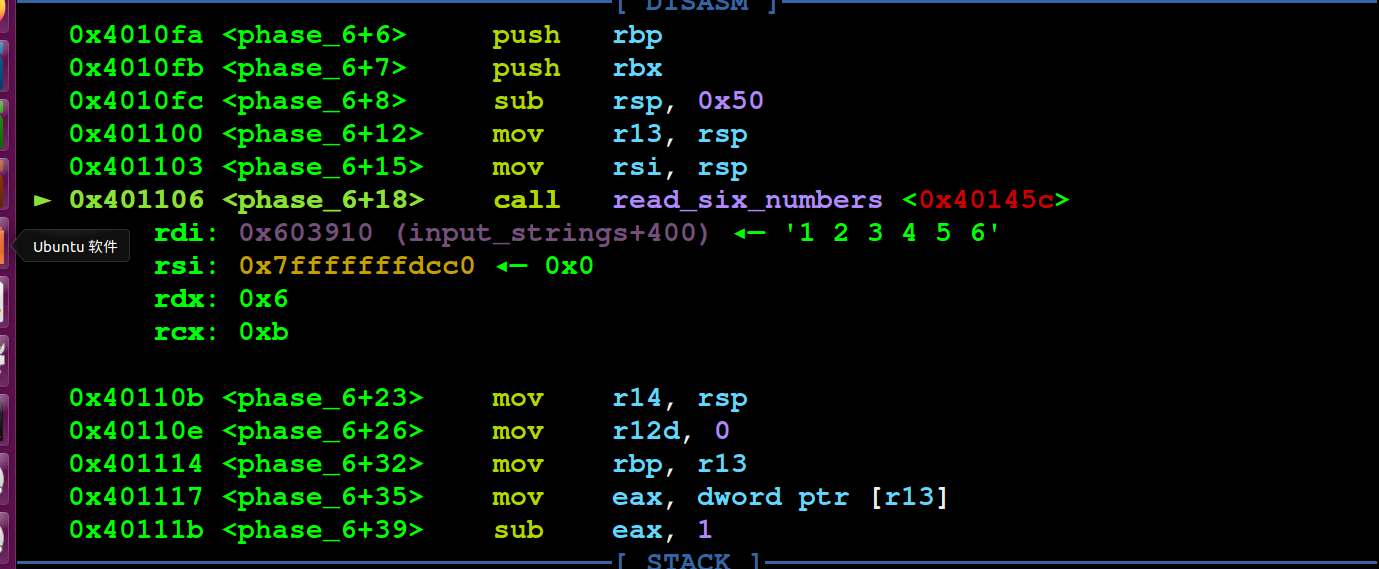 [ DISASM ]
0x4010fa <phase_6+6> push rbp
0x4010fb <phase_6+7> push rbx
0x4010fc <phase_6+8> sub rsp, 0x50
0x401100 <phase_6+12> mov r13, rsp
0x401103 <phase_6+15> mov rsi, rsp
► 0x401106 <phase_6+18> call read_six_numbers <0x40145c>
rdi: 0x603910 (input_strings+400) ◂— '1 2 3 4 5 6'
Ubuntu 软件
rsi: 0x7fffffffdcc0 ◂— 0x0
rdx: 0x6
rcx: 0xb
0x40110b <phase_6+23> mov r14, rsp
0x40110e <phase_6+26> mov r12d, 0
0x401114 <phase_6+32> mov rbp, r13
0x401117 <phase_6+35> mov eax, dword ptr [r13]
0x40111b <phase_6+39> sub eax, 1
[ STACK ]